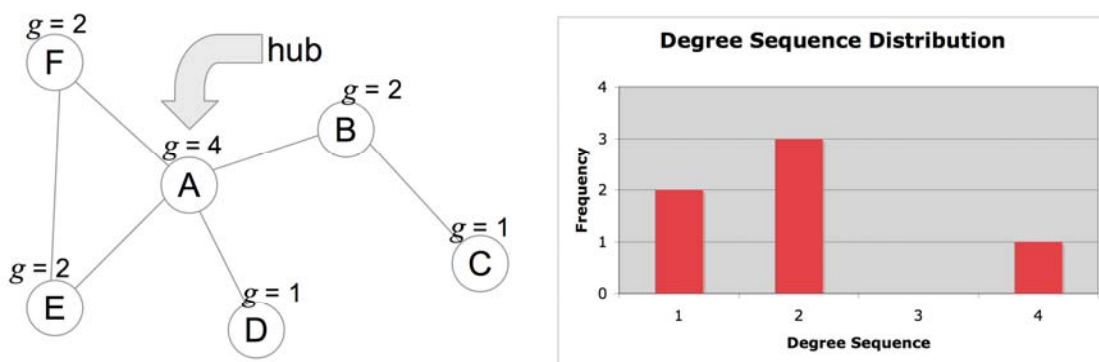 g = 2
F
hub
g = 2
B
g = 4
A
g = 1
C
g = 2
E
g = 1
D
Degree Sequence Distribution
Frequency
4
3
2
1
0
1 2 3 4
Degree Sequence